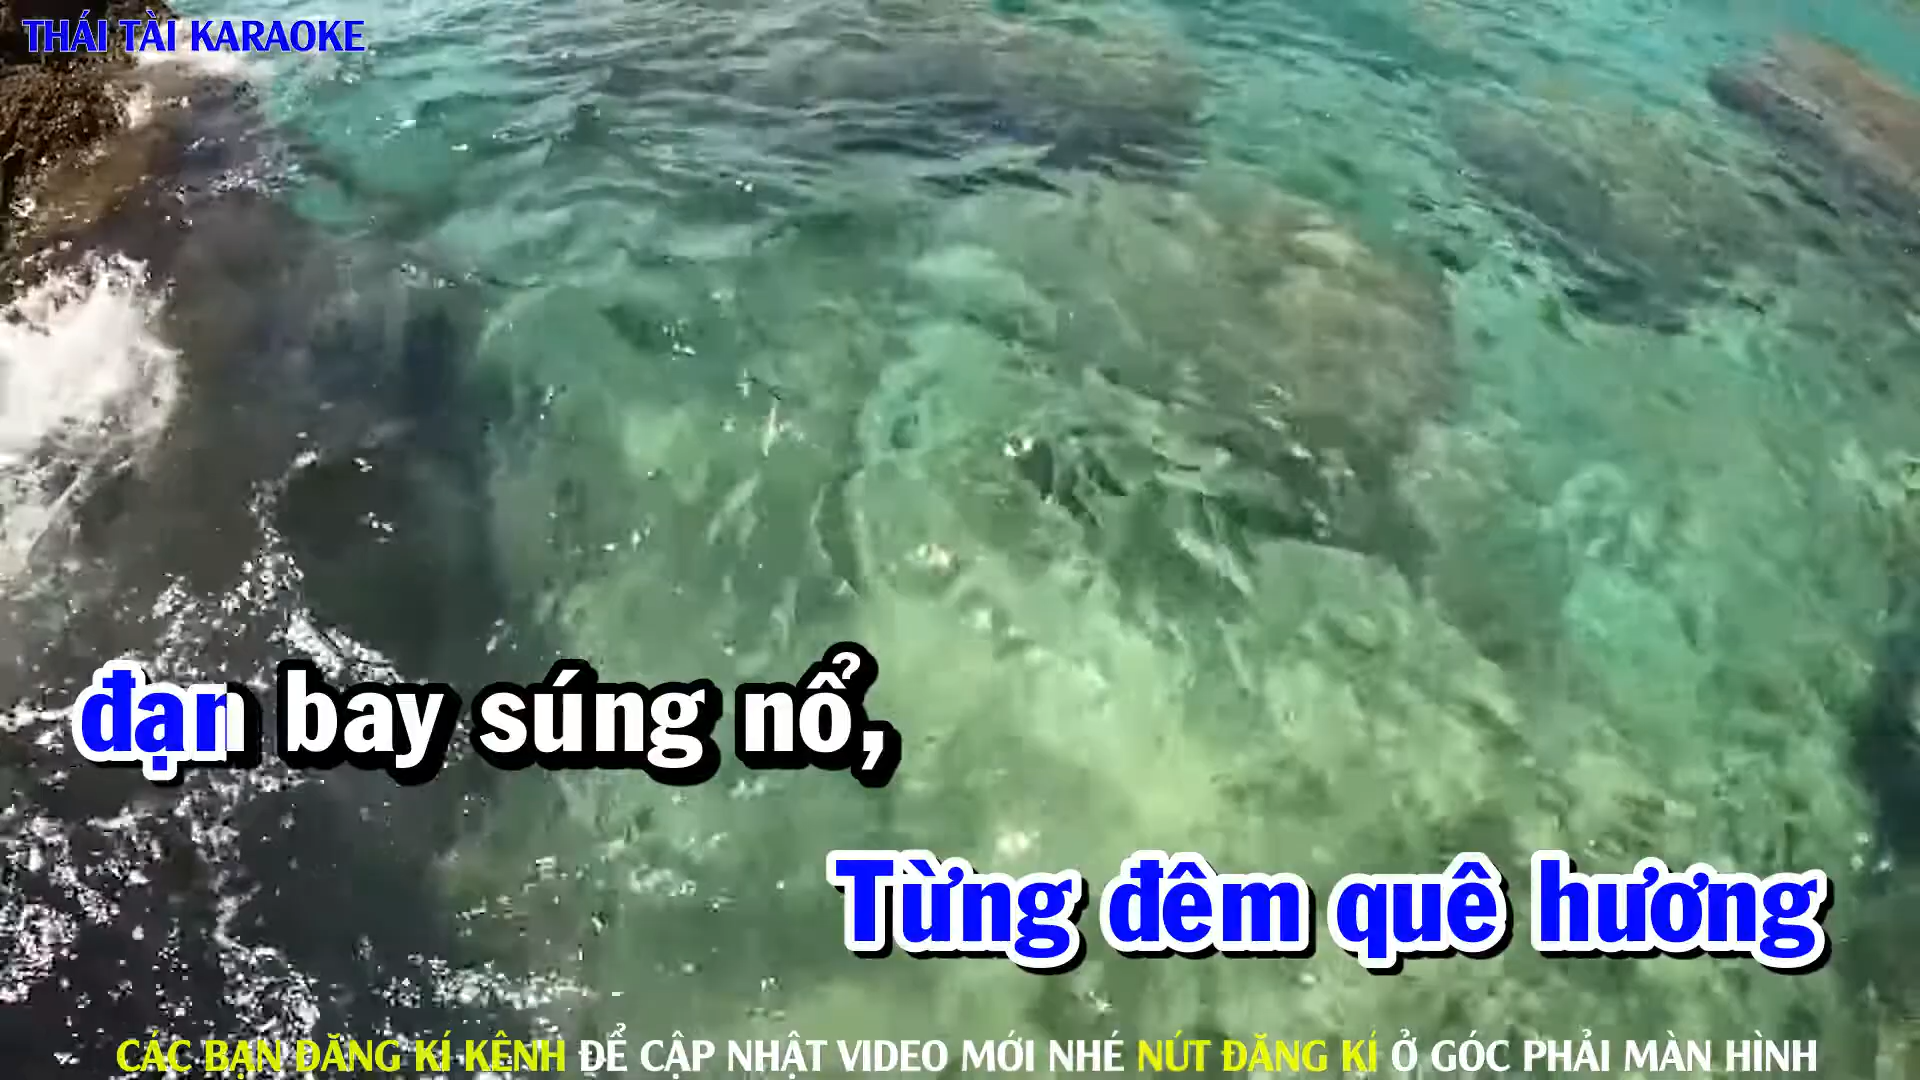 THÁI TÀI KARAOKE
đạn bay súng nổ,
Từng đêm quê hương
CÁC BẠN ĐĂNG KÍ KÊNH ĐỂ CẬP NHẬT VIDEO MỚI NHÉ NÚT ĐĂNG KÍ Ở GÓC PHẢI MÀN HÌNH